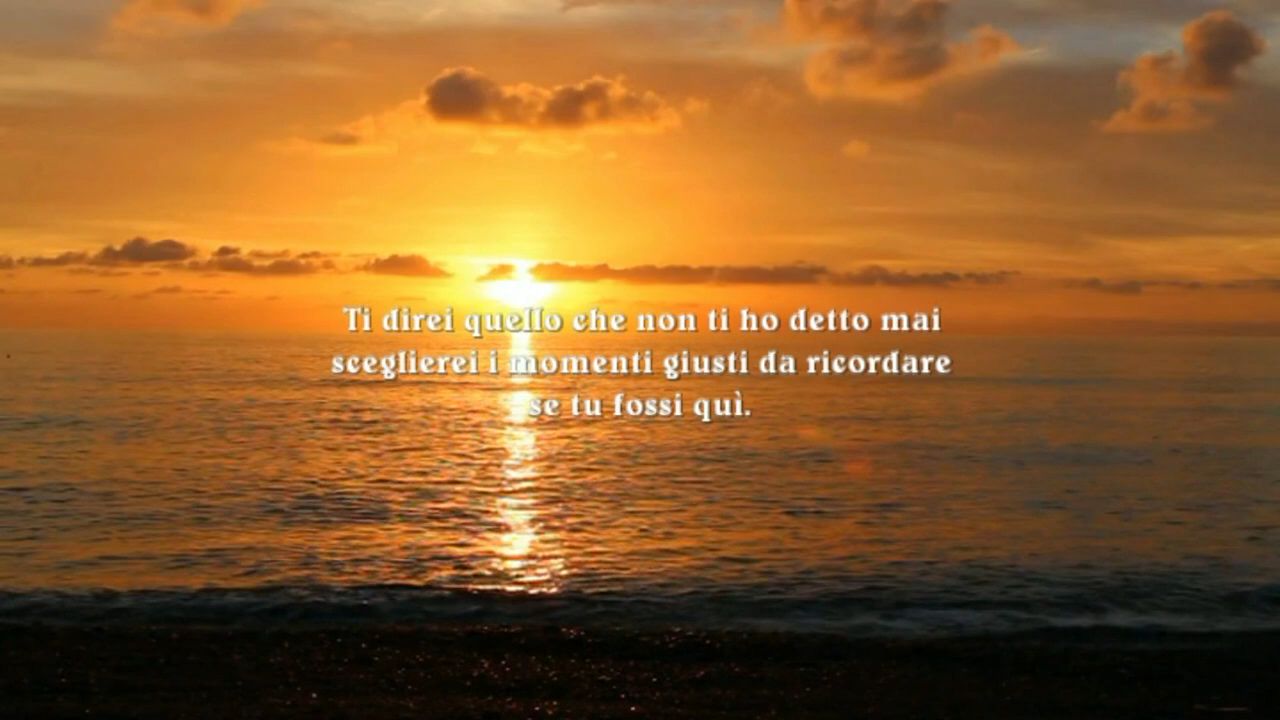 Ti direi quello che non ti ho detto mai
sceglierei i momenti giusti da ricordare
se tu fossi quì.